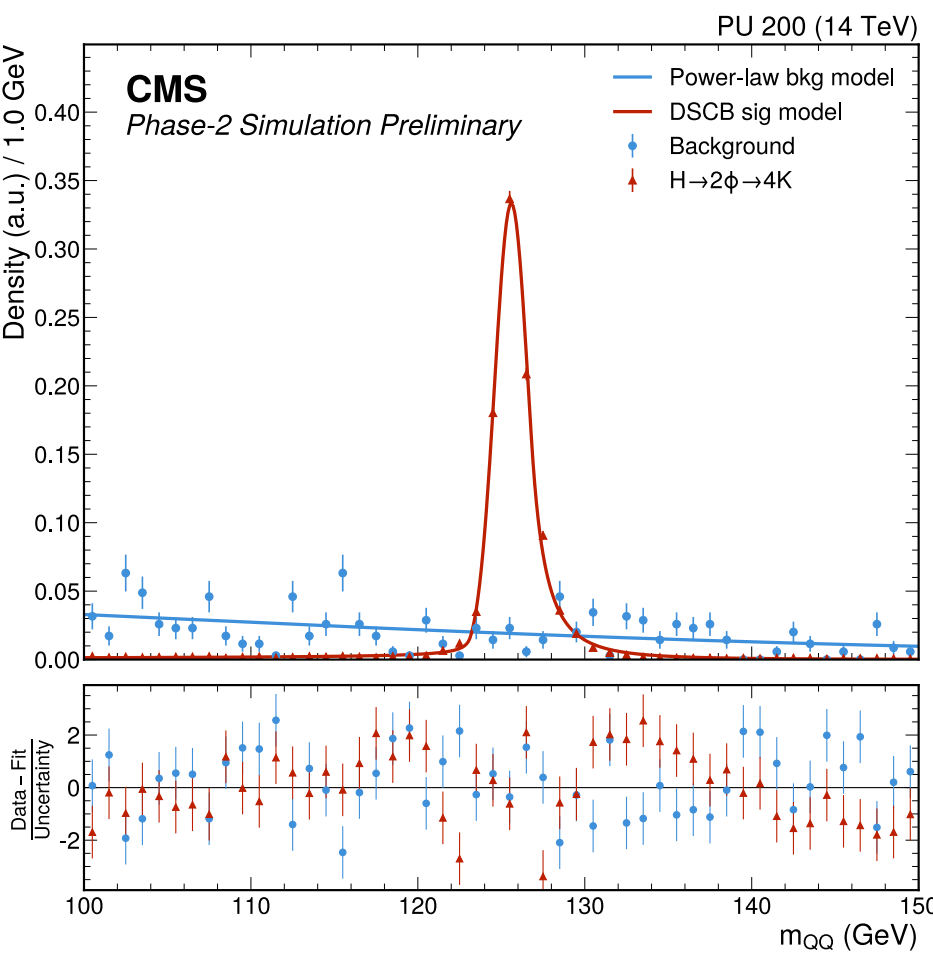 PU 200 (14 TeV)
Density (a.u.) / 1.0 GeV
CMS
Phase-2 Simulation Preliminary
Power-law bkg model
DSCB sig model
Background
H→2ϕ→4K
0.40
0.35
0.30
0.25
0.20
0.15
0.10
0.05
0.00
Data – Fit
Uncertainty
2
0
-2
100 110 120 130 140 150
m_QQ (GeV)